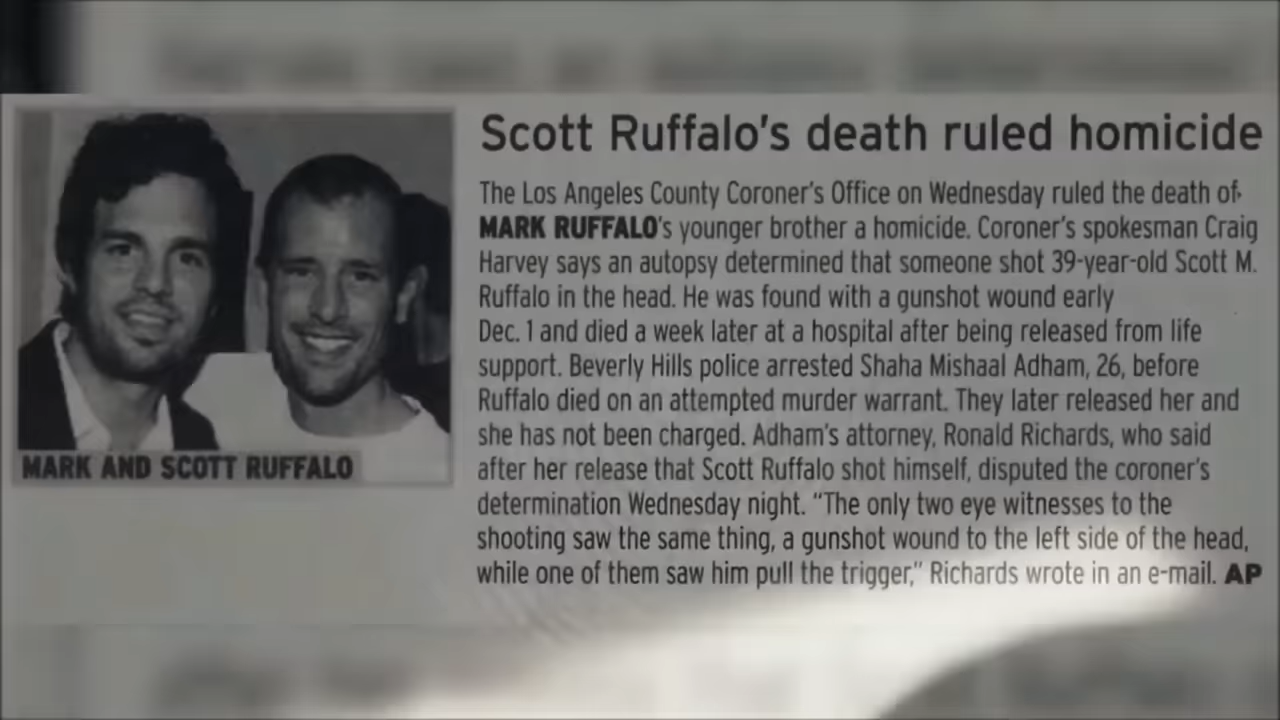 Scott Ruffalo's death ruled homicide
The Los Angeles County Coroner's Office on Wednesday ruled the death of
MARK RUFFALO's younger brother a homicide. Coroner's spokesman Craig
Harvey says an autopsy determined that someone shot 39-year-old Scott M.
Ruffalo in the head. He was found with a gunshot wound early
Dec. 1 and died a week later at a hospital after being released from life
support. Beverly Hills police arrested Shaha Mishaal Adham, 26, before
Ruffalo died on an attempted murder warrant. They later released her and
she has not been charged. Adham's attorney, Ronald Richards, who said
after her release that Scott Ruffalo shot himself, disputed the coroner's
determination Wednesday night. “The only two eye witnesses to the
shooting saw the same thing, a gunshot wound to the left side of the head,
while one of them saw him pull the trigger,” Richards wrote in an e-mail. AP
MARK AND SCOTT RUFFALO